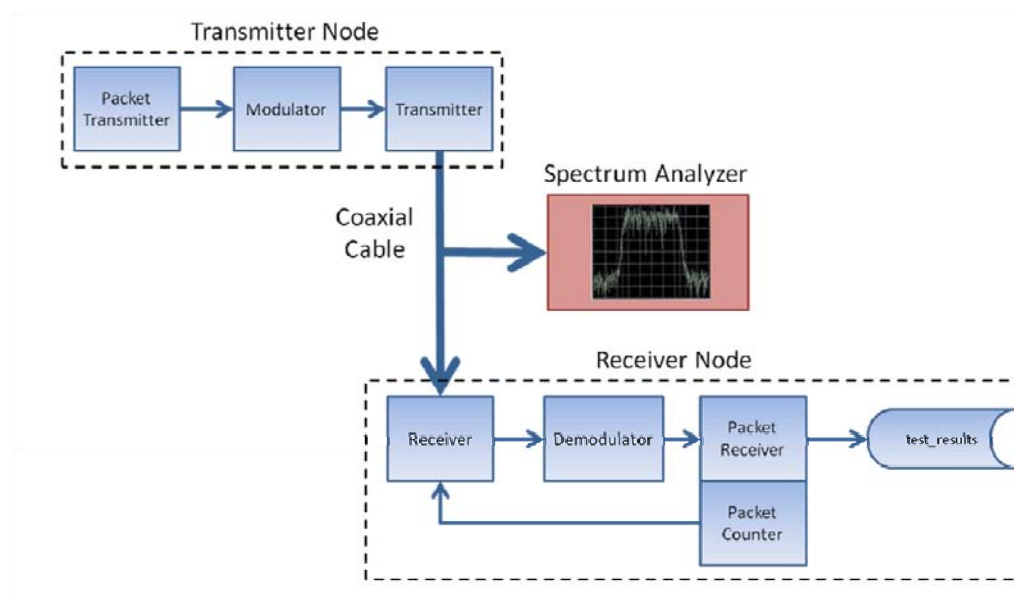 Transmitter Node
Packet
Transmitter
Modulator
Transmitter
Coaxial
Cable
Spectrum Analyzer
Receiver Node
Receiver
Demodulator
Packet
Receiver
test_results
Packet
Counter